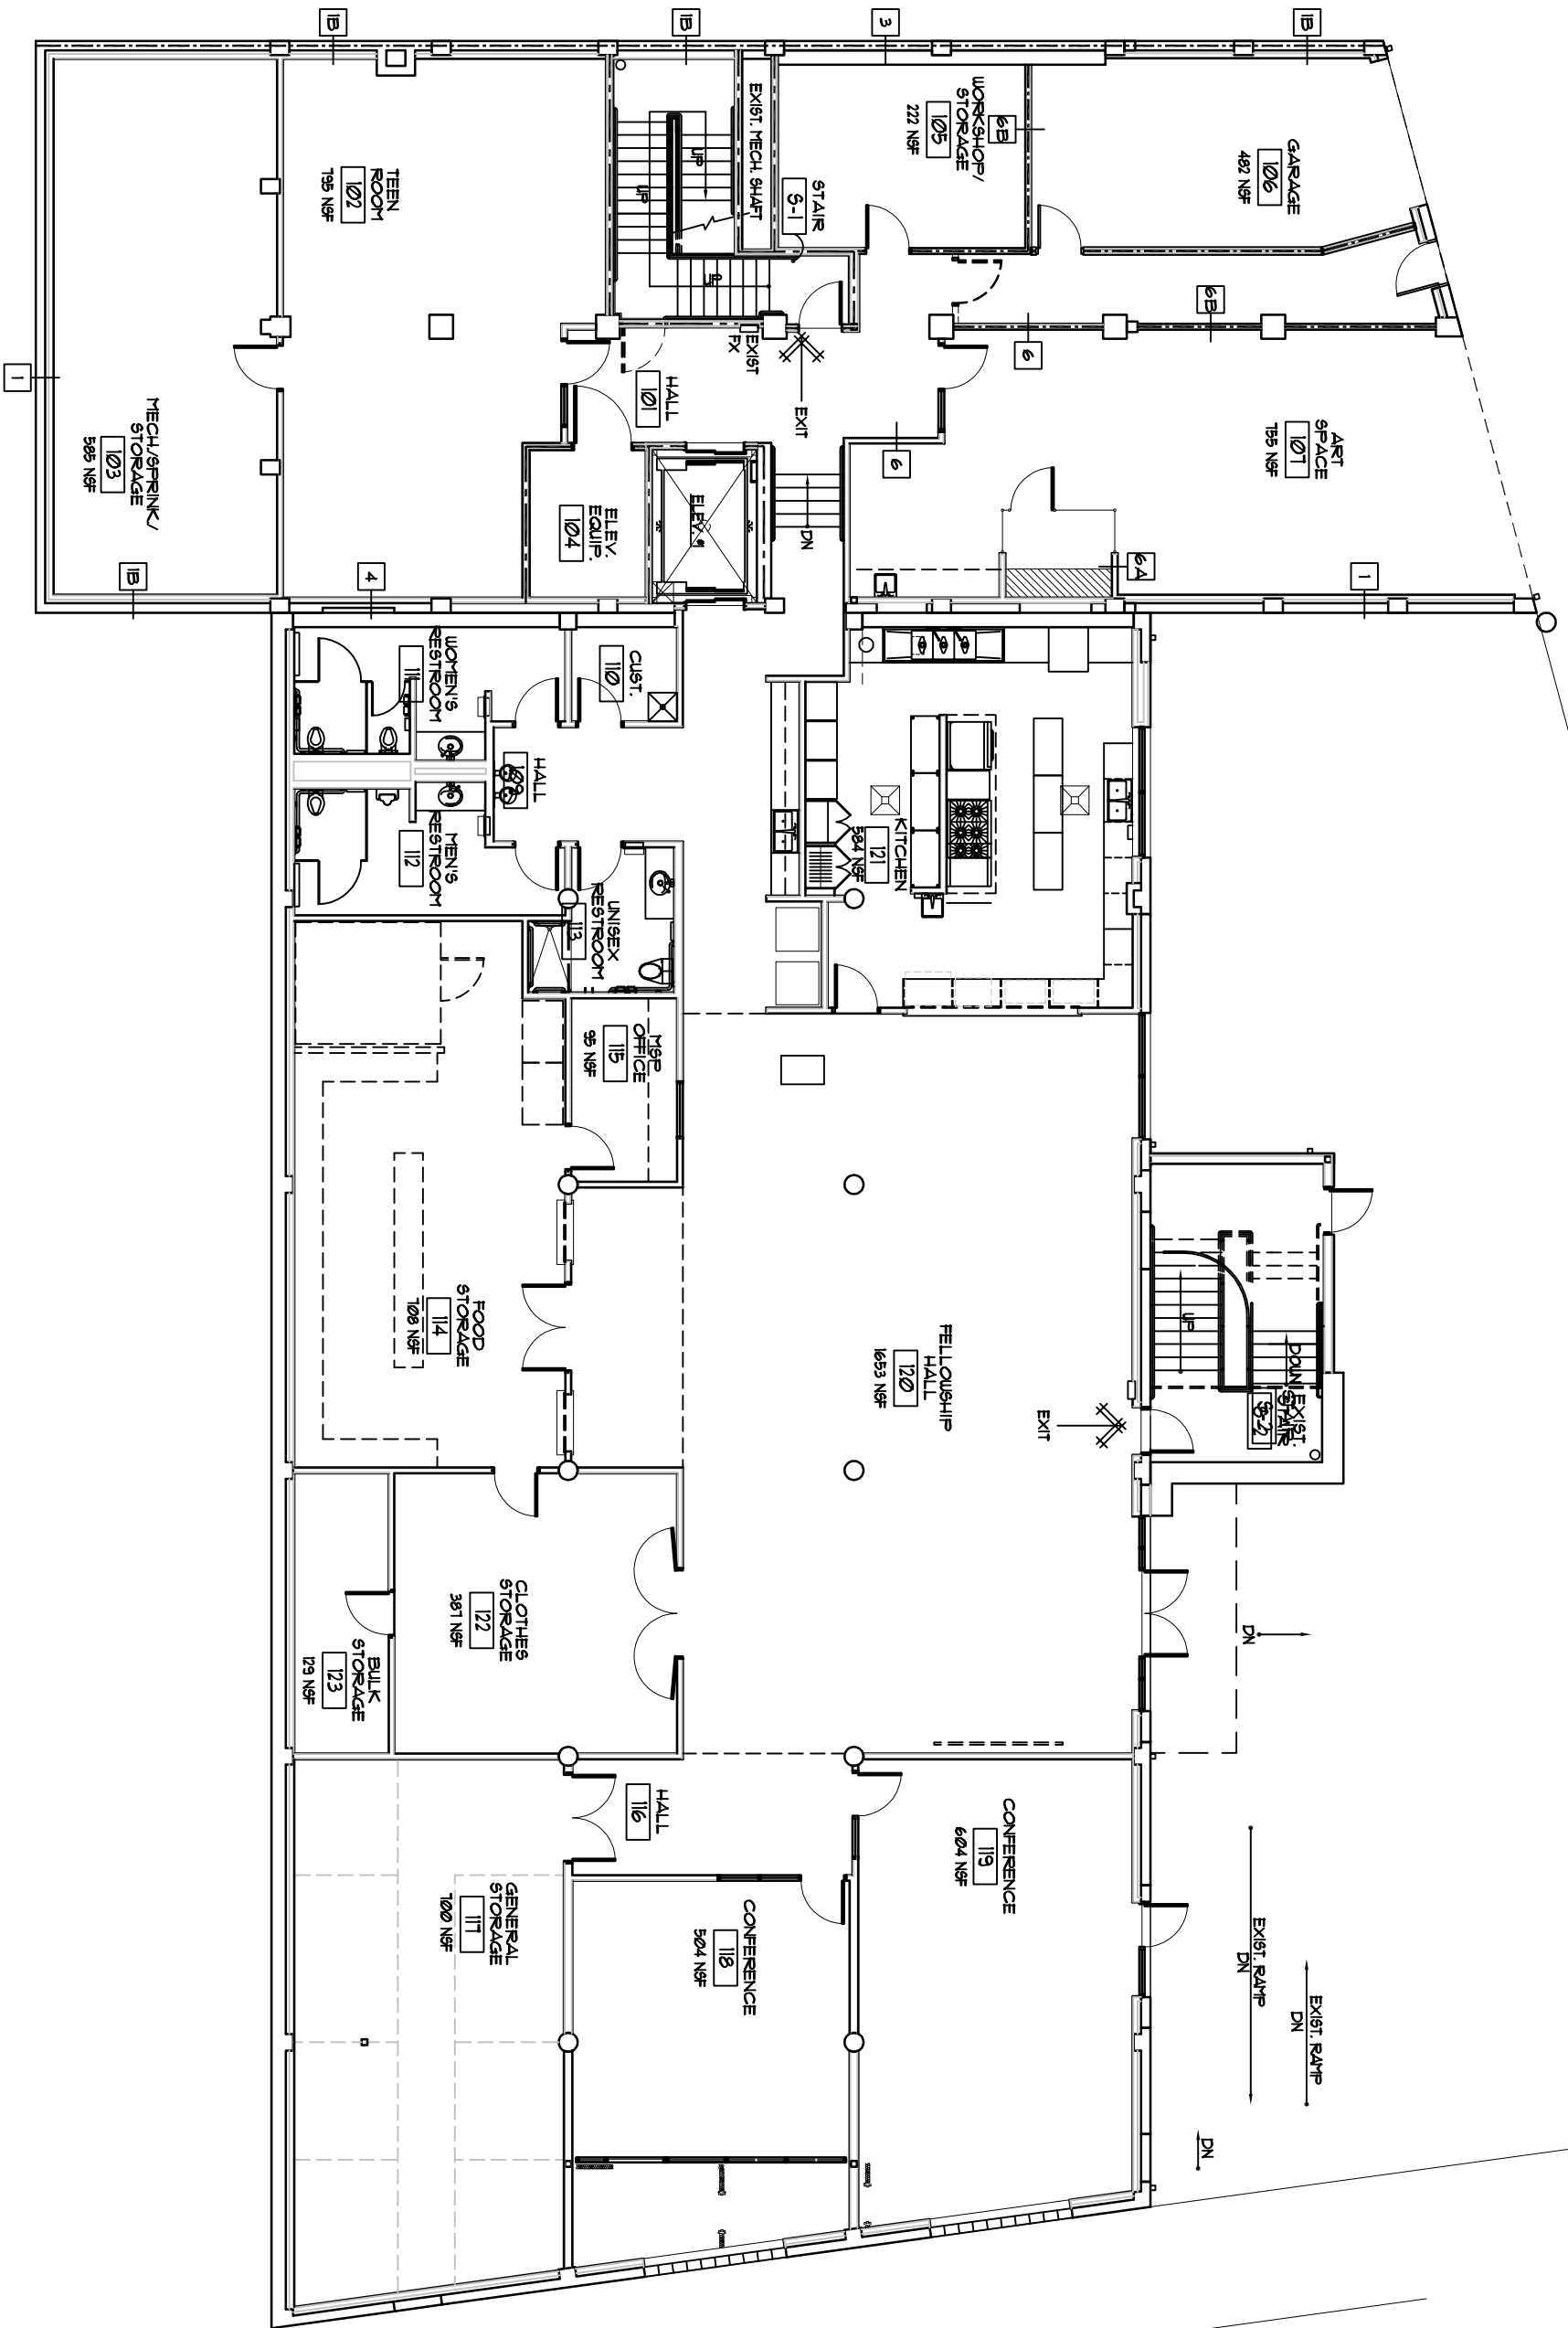 1B
1B
3
1B
GARAGE
106
482 NSF
WORKSHOP/
STORAGE
105
222 NSF
6B
EXIST. MECH. SHAFT
STAIR
S-1
UP
UP
UP
TEEN
ROOM
102
795 NSF
6B
6
EXIST
FX
EXIT
HALL
101
1
MECH./SPRINK./
STORAGE
103
585 NSF
ART
SPACE
107
755 NSF
6
ELEV.
EQUIP.
104
ELEV.
#1
DN
6A
1B
4
1
WOMEN'S
RESTROOM
111
CUST.
110
HALL
MEN'S
RESTROOM
112
KITCHEN
121
584 NSF
UNISEX
RESTROOM
113
MSP
OFFICE
115
95 NSF
FOOD
STORAGE
114
708 NSF
FELLOWSHIP
HALL
120
1653 NSF
EXIT
UP
DOWN
EXIST.
STAIR
S-2
DN
CLOTHES
STORAGE
122
387 NSF
BULK
STORAGE
123
129 NSF
HALL
116
CONFERENCE
119
604 NSF
GENERAL
STORAGE
117
700 NSF
CONFERENCE
118
504 NSF
EXIST. RAMP
DN
EXIST. RAMP
DN
DN